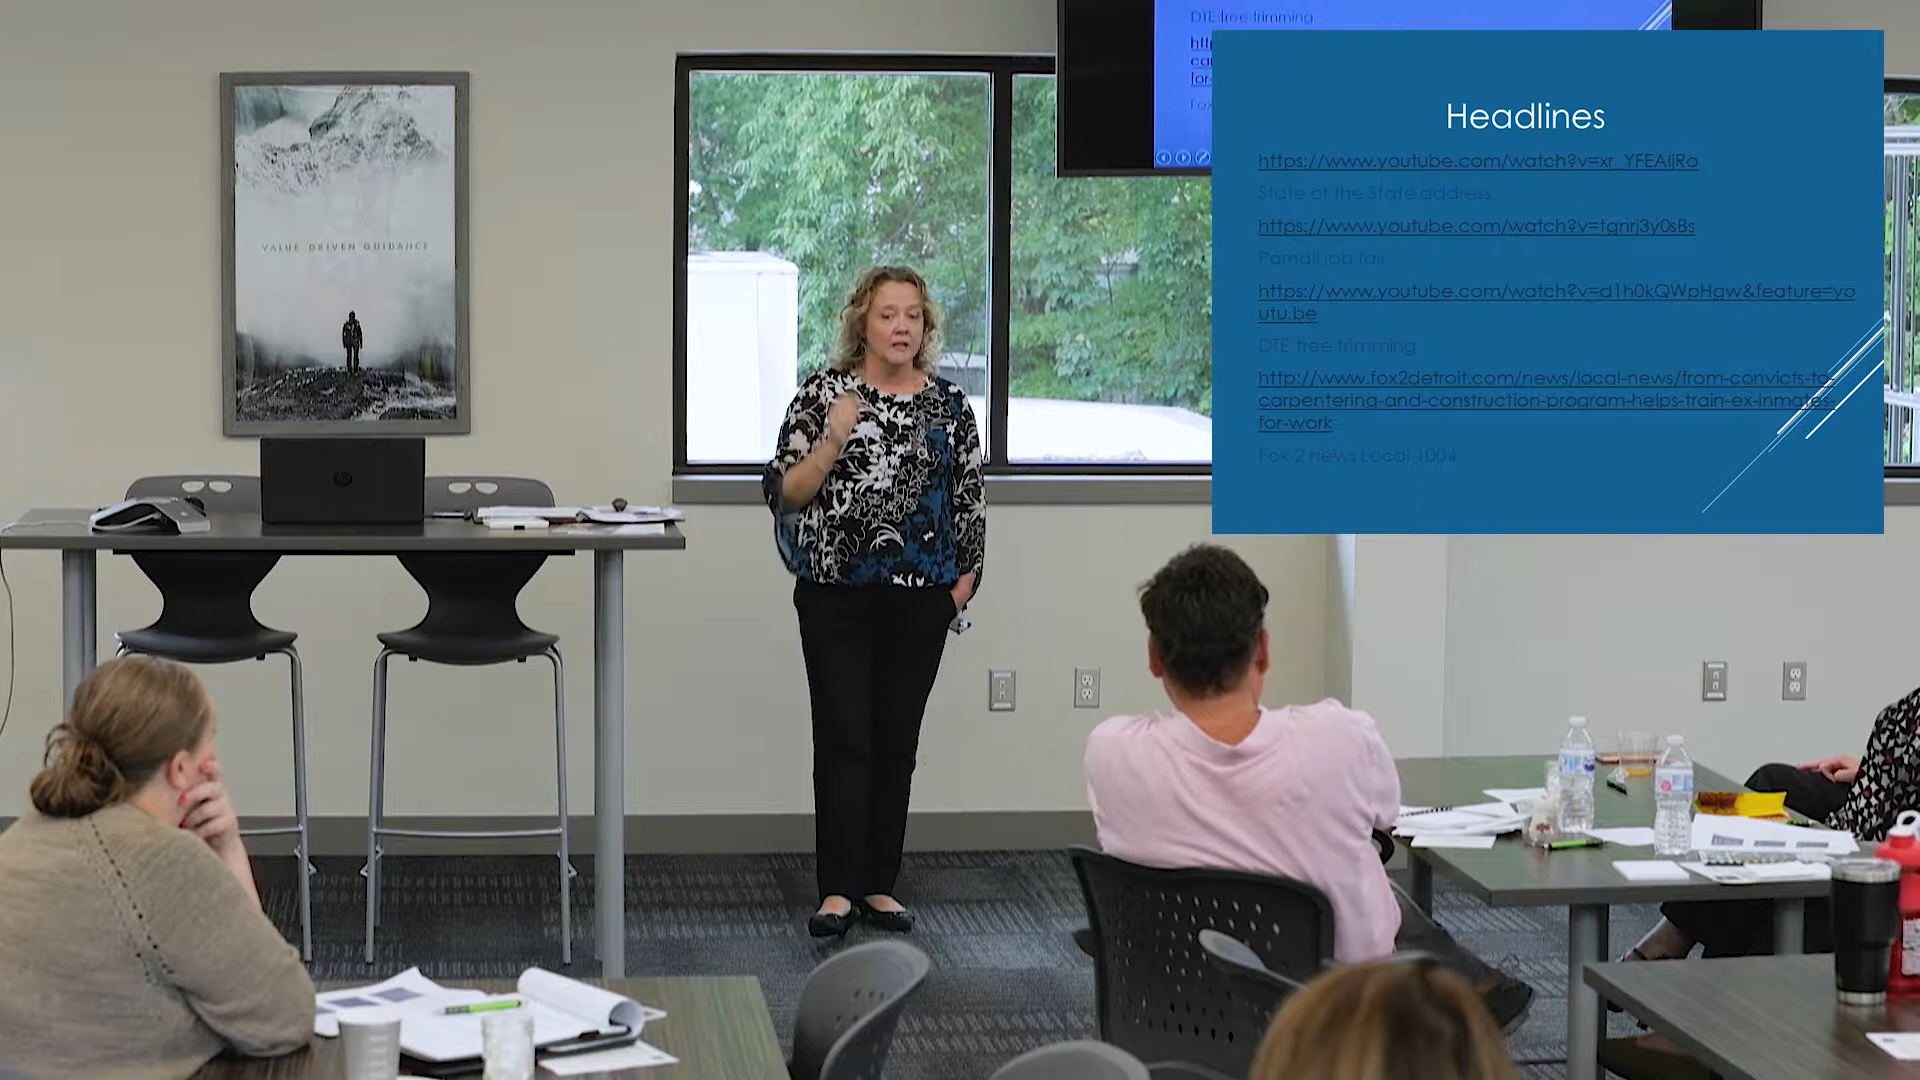 VALUE DRIVEN GUIDANCE
DTE tree trimming
Headlines
https://www.youtube.com/watch?v=xr_YFEAIjRo
State of the State address
https://www.youtube.com/watch?v=tgnrj3y0sBs
Parnall job fair
https://www.youtube.com/watch?v=d1h0kQWpHgw&feature=yo
utu.be
DTE tree trimming
http://www.fox2detroit.com/news/local-news/from-convicts-to-
carpentering-and-construction-program-helps-train-ex-inmates-
for-work
Fox 2 news Local 1004